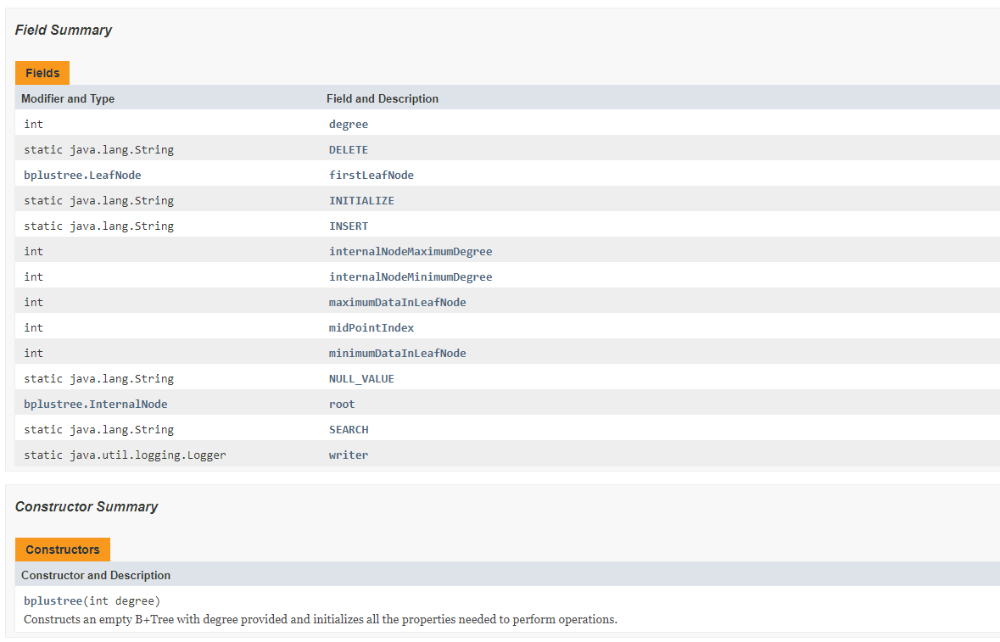 Field Summary
Fields
Modifier and Type Field and Description
int degree
static java.lang.String DELETE
bplustree.LeafNode firstLeafNode
static java.lang.String INITIALIZE
static java.lang.String INSERT
int internalNodeMaximumDegree
int internalNodeMinimumDegree
int maximumDataInLeafNode
int midPointIndex
int minimumDataInLeafNode
static java.lang.String NULL_VALUE
bplustree.InternalNode root
static java.lang.String SEARCH
static java.util.logging.Logger writer
Constructor Summary
Constructors
Constructor and Description
bplustree(int degree)
Constructs an empty B+Tree with degree provided and initializes all the properties needed to perform operations.